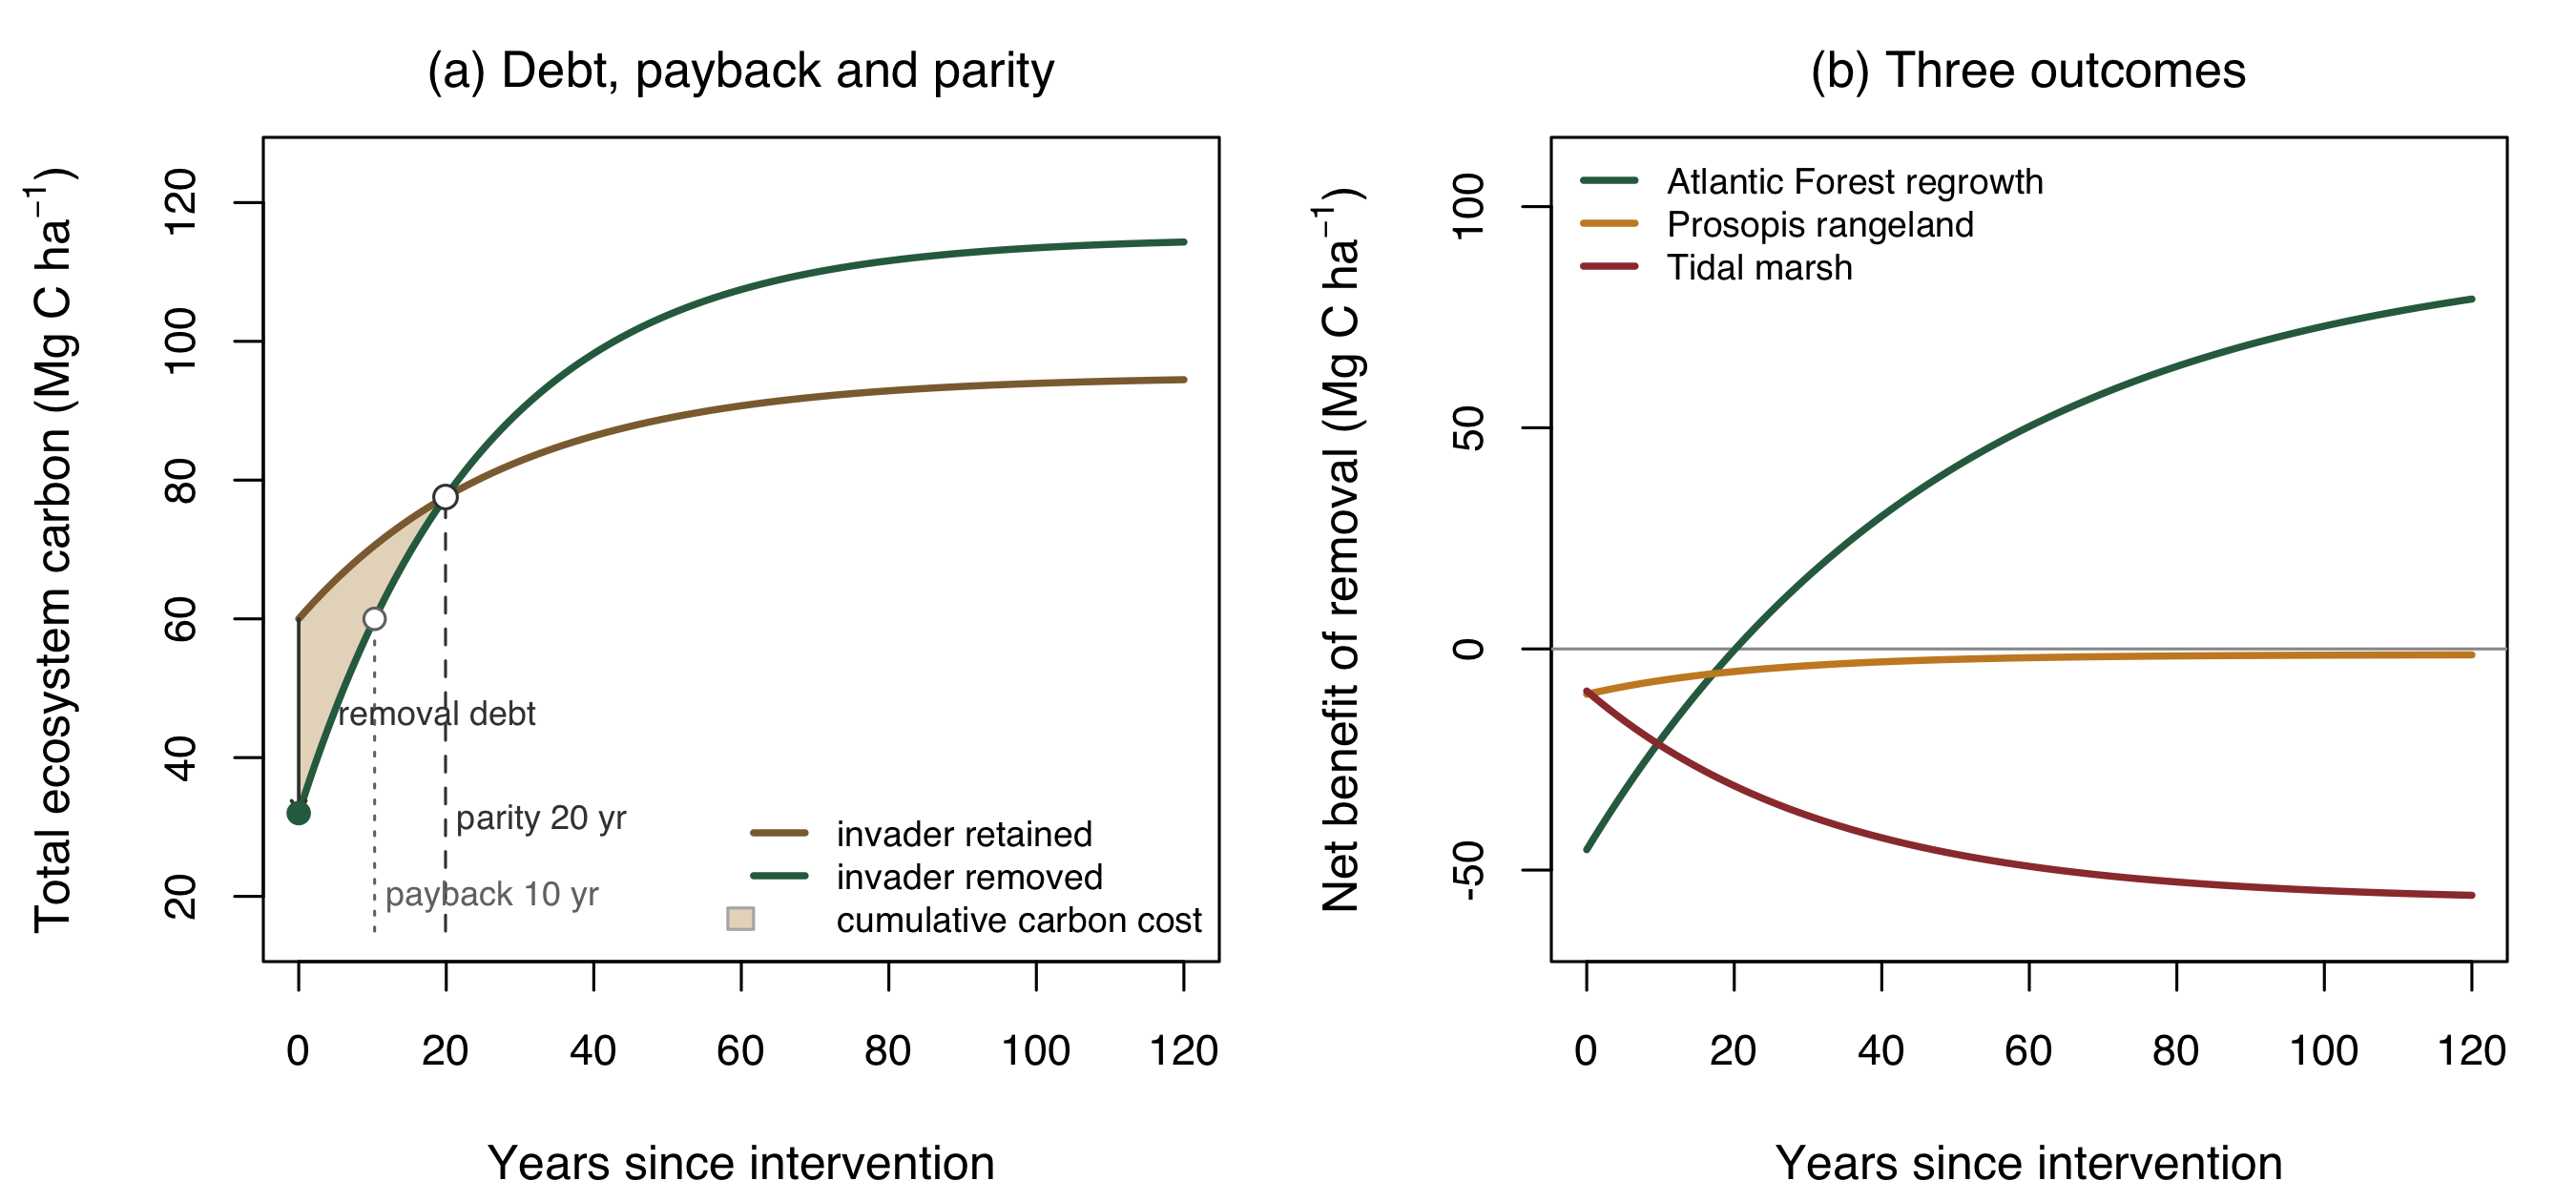 (a) Debt, payback and parity
Total ecosystem carbon (Mg C ha⁻¹)
120
100
80
60
40
20
removal debt
parity 20 yr
payback 10 yr
invader retained
invader removed
cumulative carbon cost
0 20 40 60 80 100 120
Years since intervention
(b) Three outcomes
Net benefit of removal (Mg C ha⁻¹)
100
50
0
-50
Atlantic Forest regrowth
Prosopis rangeland
Tidal marsh
0 20 40 60 80 100 120
Years since intervention